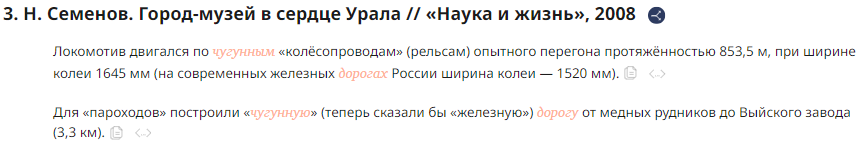 3. Н. Семенов. Город-музей в сердце Урала // «Наука и жизнь», 2008
Локомотив двигался по чугунным «колёсопроводам» (рельсам) опытного перегона протяжённостью 853,5 м, при ширине
колеи 1645 мм (на современных железных дорогах России ширина колеи — 1520 мм).
Для «пароходов» построили «чугунную» (теперь сказали бы «железную») дорогу от медных рудников до Выйского завода
(3,3 км).